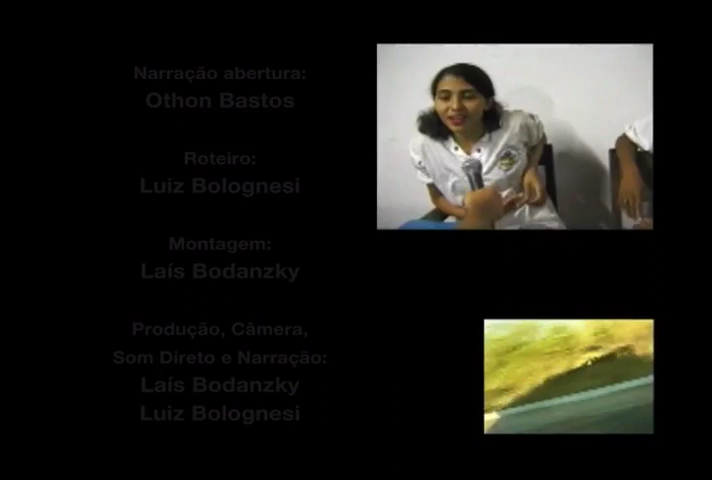 Narração abertura:
Othon Bastos
Roteiro:
Luiz Bolognesi
Montagem:
Laís Bodanzky
Produção, Câmera,
Som Direto e Narração:
Laís Bodanzky
Luiz Bolognesi